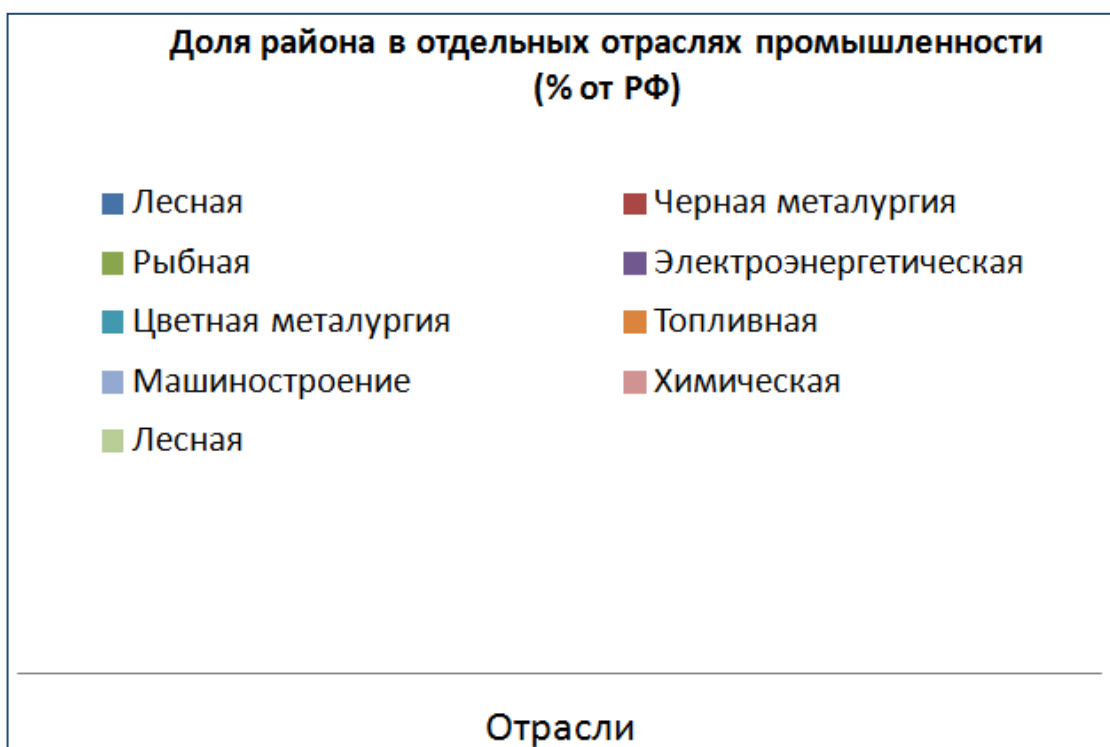 Доля района в отдельных отраслях промышленности
(% от РФ)
Лесная
Черная металургия
Рыбная
Электроэнергетическая
Цветная металургия
Топливная
Машиностроение
Химическая
Лесная
Отрасли